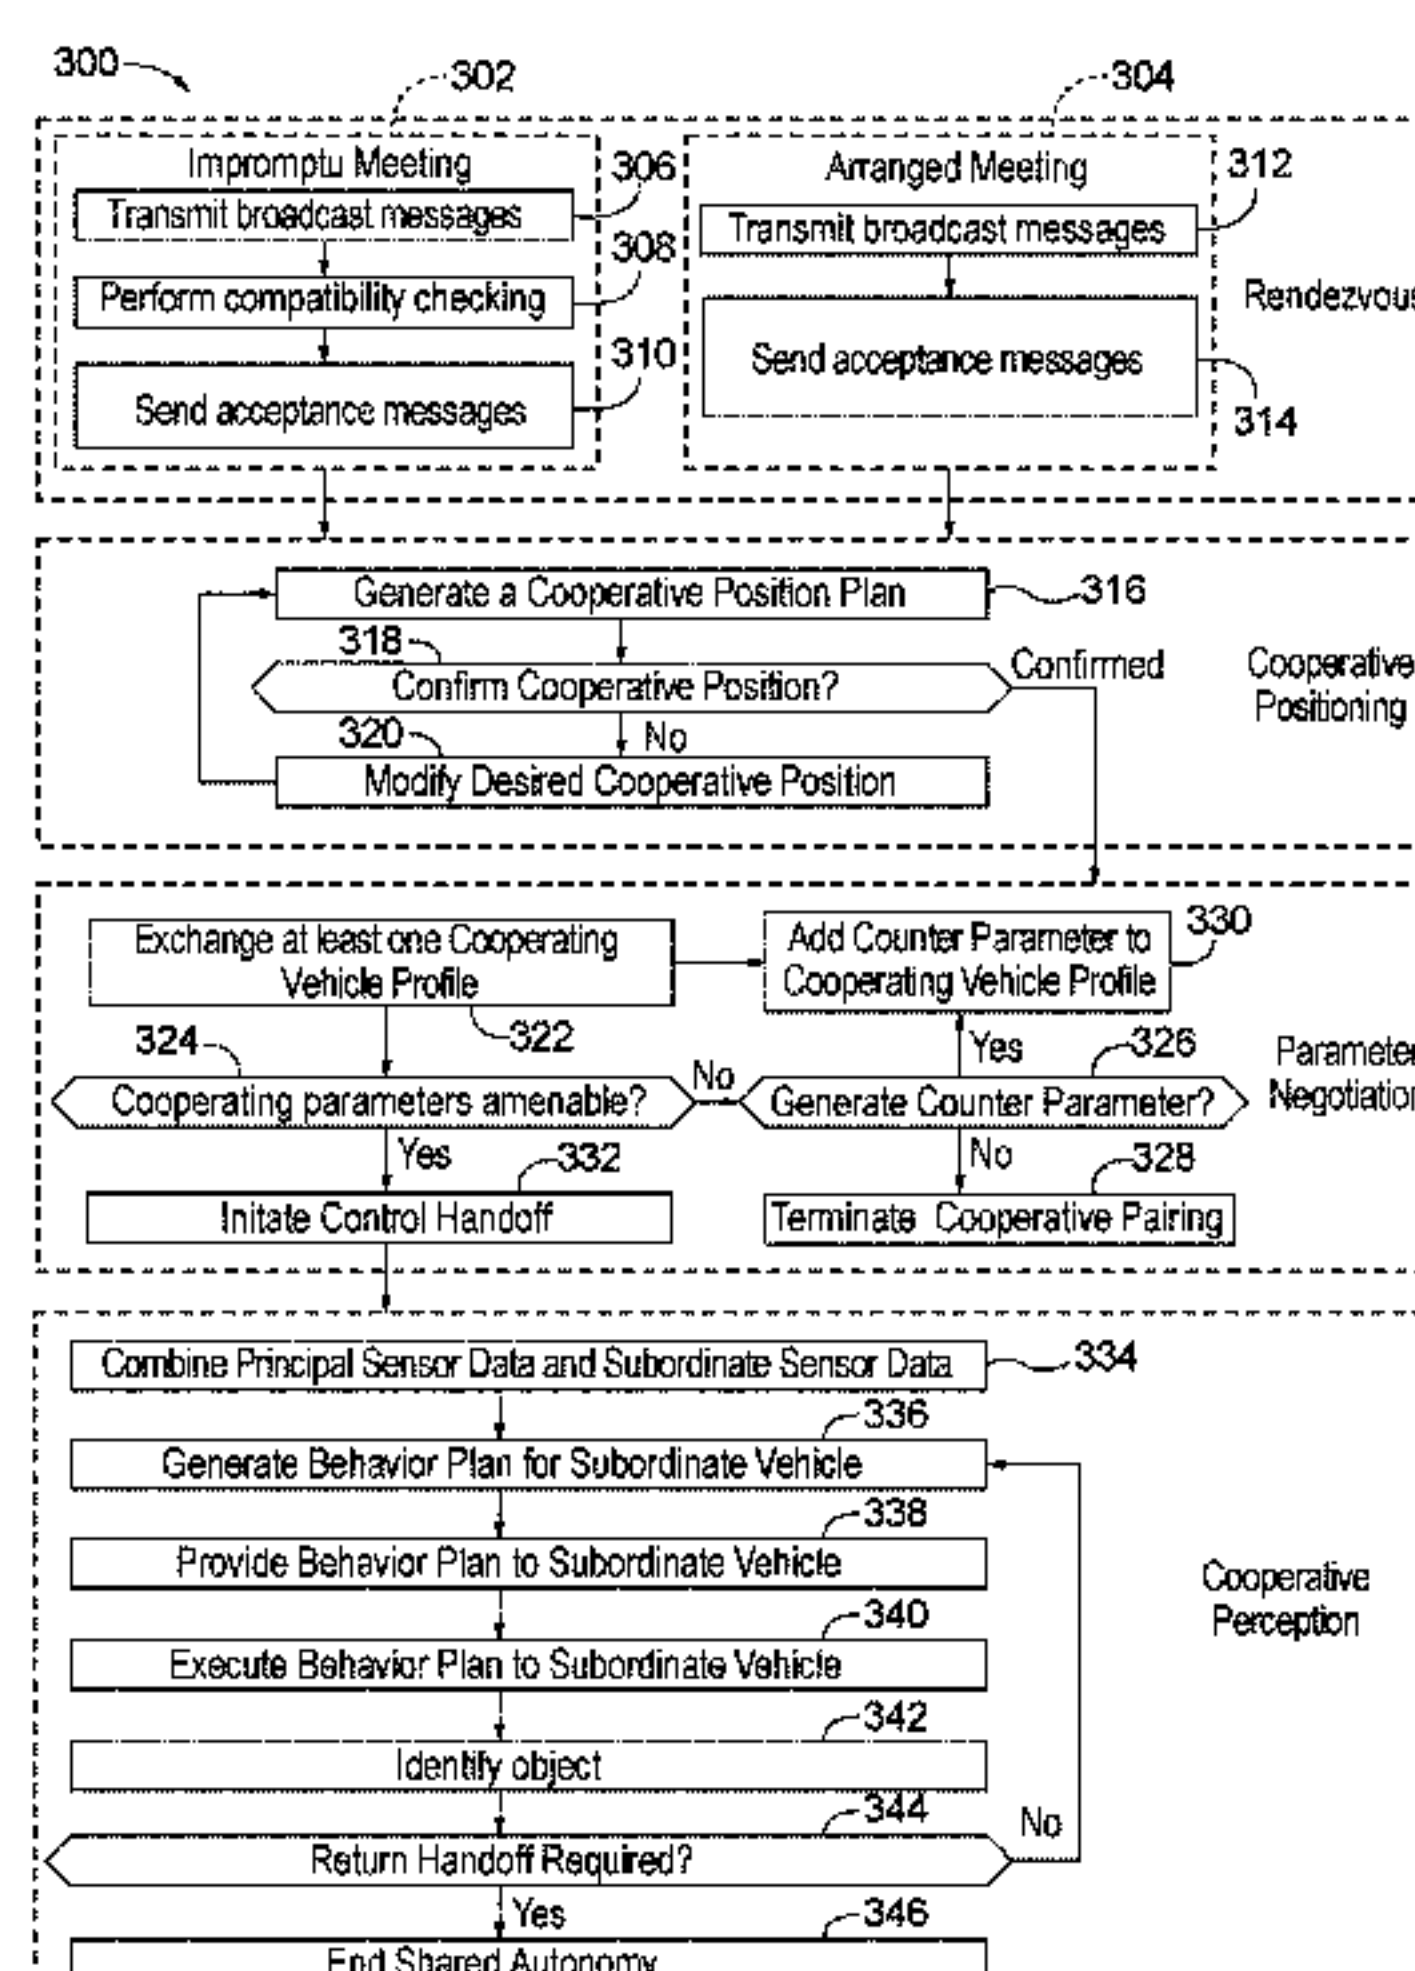 300
302
304
Impromptu Meeting
306
Arranged Meeting
312
Transmit broadcast messages
Transmit broadcast messages
308
Perform compatibility checking
Rendezvous
310
Send acceptance messages
Send acceptance messages
314
Generate a Cooperative Position Plan
316
318
Confirm Cooperative Position?
Confirmed
Cooperative
Positioning
320
No
Modify Desired Cooperative Position
Exchange at least one Cooperating
Vehicle Profile
322
Add Counter Parameter to
Cooperating Vehicle Profile
330
324
Yes
326
Parameter
Negotiation
Cooperating parameters amenable?
No
Generate Counter Parameter?
Yes
332
No
328
Initate Control Handoff
Terminate Cooperative Pairing
Combine Principal Sensor Data and Subordinate Sensor Data
334
336
Generate Behavior Plan for Subordinate Vehicle
338
Provide Behavior Plan to Subordinate Vehicle
Cooperative
Perception
340
Execute Behavior Plan to Subordinate Vehicle
342
Identify object
344
No
Return Handoff Required?
Yes
346
End Shared Autonomy